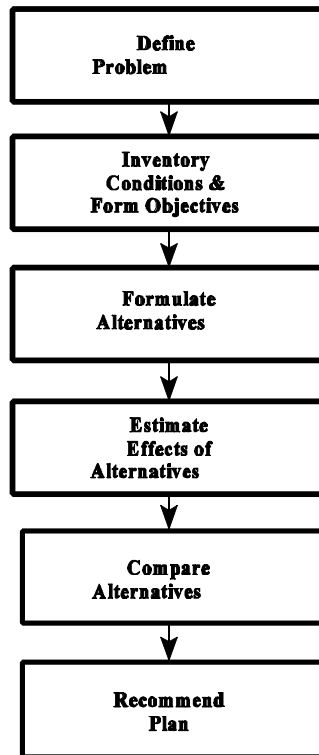 Define
Problem
Inventory
Conditions &
Form Objectives
Formulate
Alternatives
Estimate
Effects of
Alternatives
Compare
Alternatives
Recommend
Plan